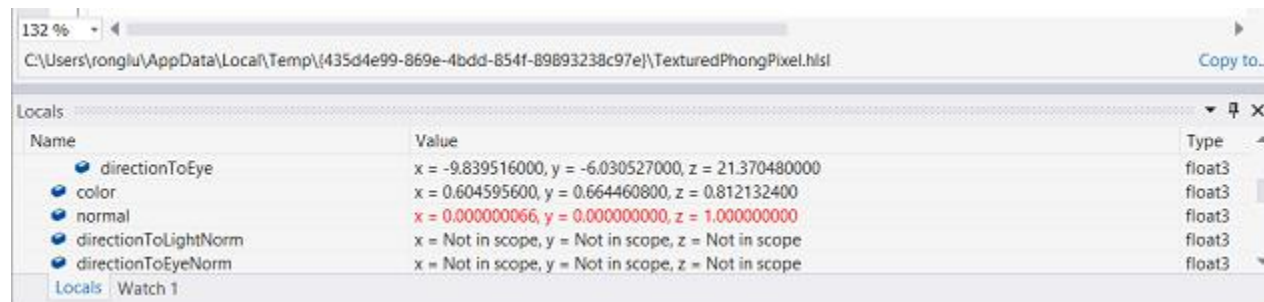 132 %
C:\Users\ronglu\AppData\Local\Temp\{435d4e99-869e-4bdd-854f-89893238c97e}\TexturedPhongPixel.hlsl Copy to..
Locals
Name Value Type
directionToEye x = -9.839516000, y = -6.030527000, z = 21.370480000 float3
color x = 0.604595600, y = 0.664460800, z = 0.812132400 float3
normal x = 0.000000066, y = 0.000000000, z = 1.000000000 float3
directionToLightNorm x = Not in scope, y = Not in scope, z = Not in scope float3
directionToEyeNorm x = Not in scope, y = Not in scope, z = Not in scope float3
Locals Watch 1